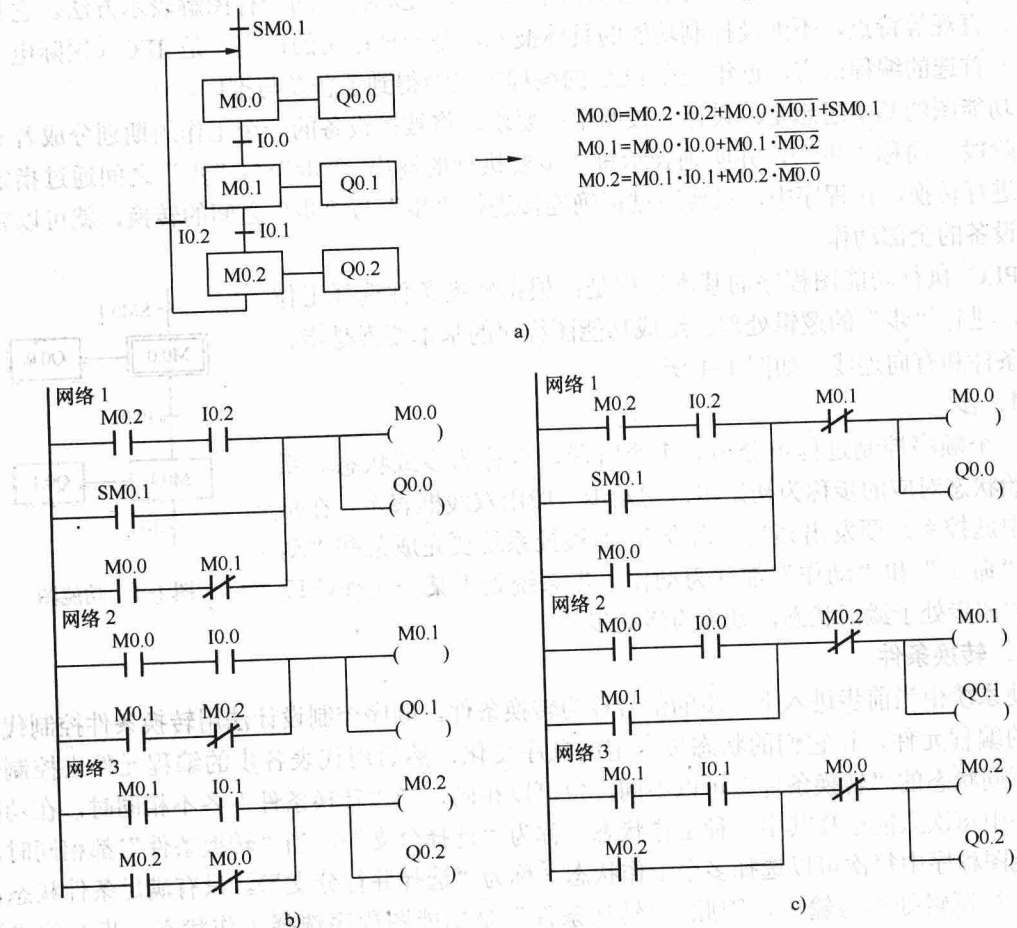 SM0.1
M0.0 Q0.0
I0.0
M0.1 Q0.1
I0.2 I0.1
M0.2 Q0.2
M0.0=M0.2·I0.2+M0.0·M0.1+SM0.1
M0.1=M0.0·I0.0+M0.1·M0.2
M0.2=M0.1·I0.1+M0.2·M0.0
a)
网络 1
M0.2 I0.2 M0.0
Q0.0
SM0.1
M0.0 M0.1
网络 2
M0.0 I0.0 M0.1
M0.1 M0.2 Q0.1
网络 3
M0.1 I0.1 M0.2
M0.2 M0.0 Q0.2
b)
网络 1
M0.2 I0.2 M0.1 M0.0
SM0.1 Q0.0
M0.0
网络 2
M0.0 I0.0 M0.2 M0.1
M0.1 Q0.1
网络 3
M0.1 I0.1 M0.0 M0.2
M0.2 Q0.2
c)